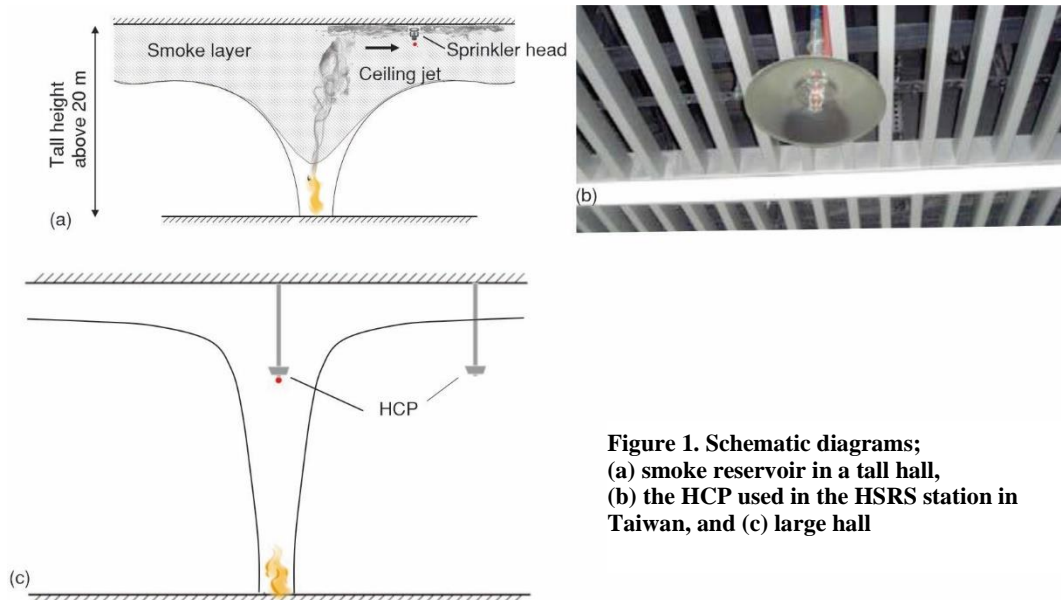 Smoke layer
Sprinkler head
Ceiling jet
Tall height
above 20 m
(a)
(b)
HCP
(c)
Figure 1. Schematic diagrams;
(a) smoke reservoir in a tall hall,
(b) the HCP used in the HSRS station in
Taiwan, and (c) large hall